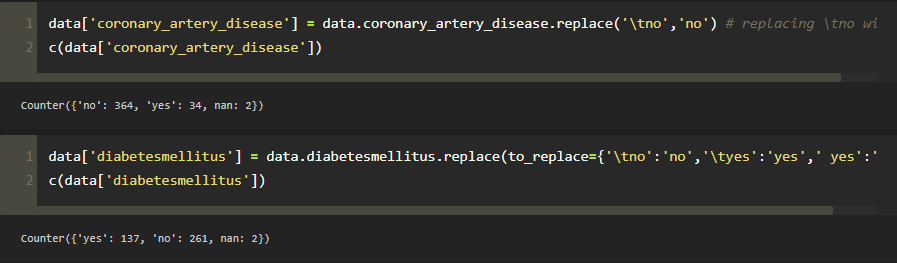 1 data['coronary_artery_disease'] = data.coronary_artery_disease.replace('\tno','no') # replacing \tno wi
2 c(data['coronary_artery_disease'])
Counter({'no': 364, 'yes': 34, nan: 2})
1 data['diabetesmellitus'] = data.diabetesmellitus.replace(to_replace={'\tno':'no','\tyes':'yes',' yes':'
2 c(data['diabetesmellitus'])
Counter({'yes': 137, 'no': 261, nan: 2})